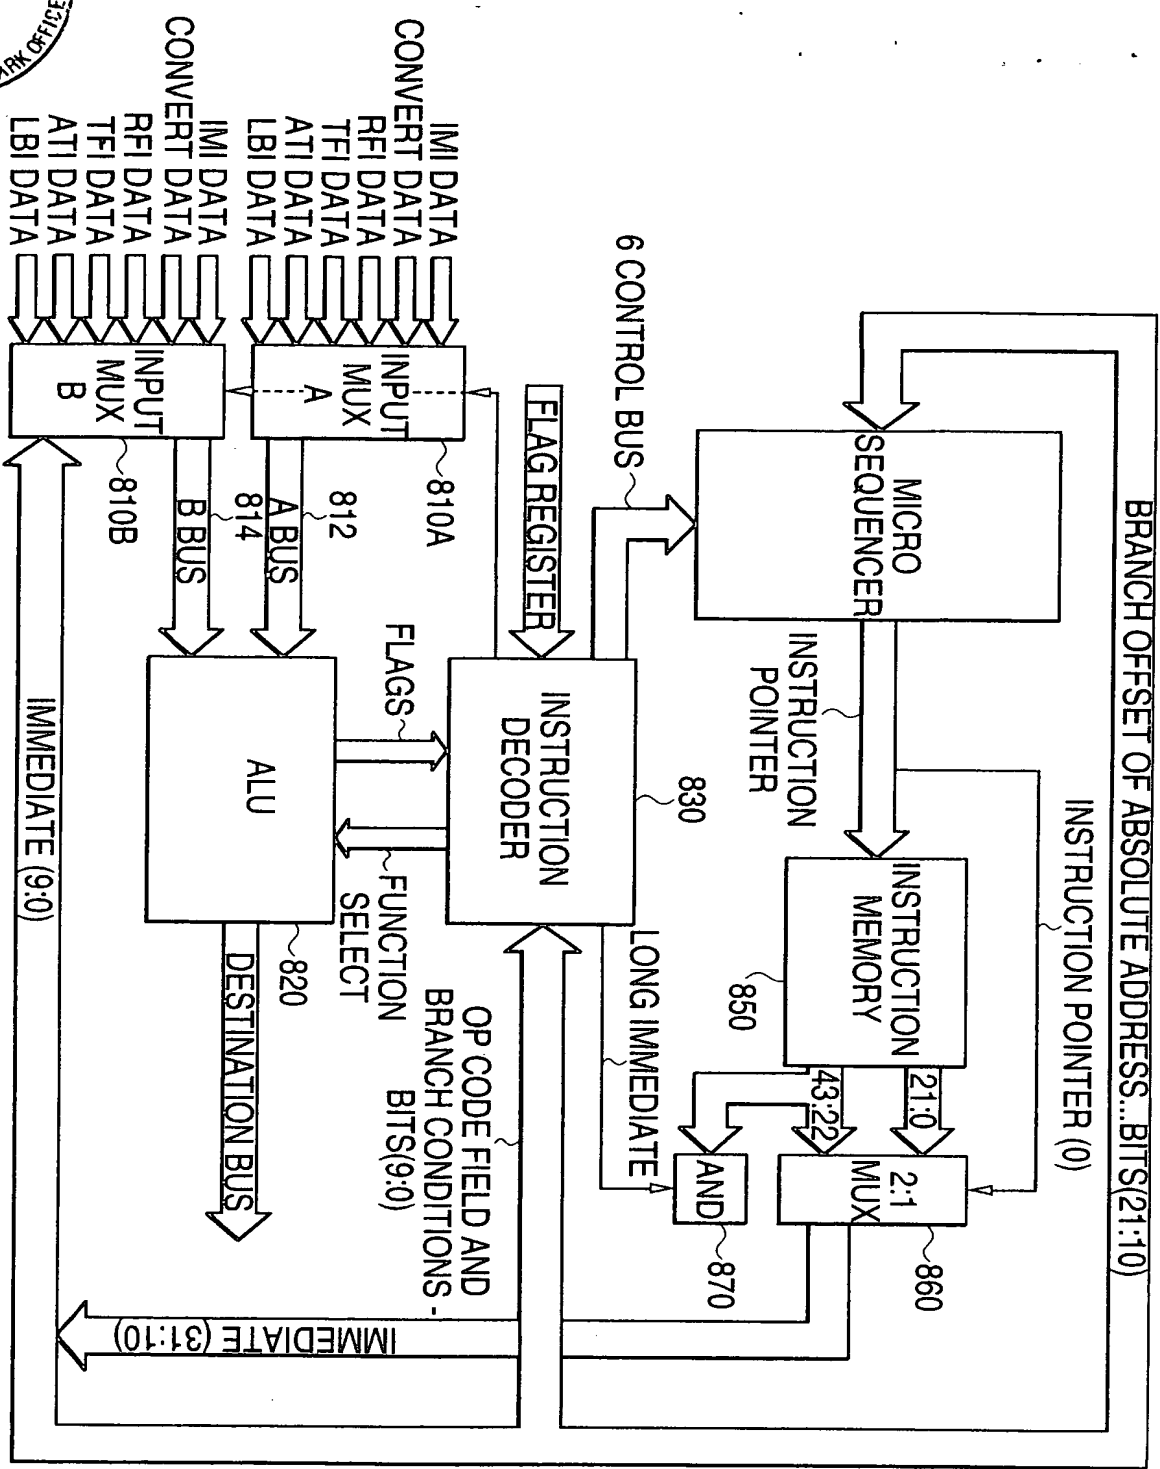 ARK OFFICE
BRANCH OFFSET OF ABSOLUTE ADDRESS...BITS(21:10)
INSTRUCTION POINTER (0)
MICRO
SEQUENCER
INSTRUCTION
POINTER
INSTRUCTION
MEMORY
850
21:0
43:22
2:1
MUX
860
AND
870
6 CONTROL BUS
FLAG REGISTER
INSTRUCTION
DECODER
830
LONG IMMEDIATE
OP CODE FIELD AND
BRANCH CONDITIONS -
BITS(9:0)
IMMEDIATE (31:10)
FLAGS
FUNCTION
SELECT
IMI DATA
CONVERT DATA
RFI DATA
TFI DATA
ATI DATA
LBI DATA
INPUT
MUX
A
810A
812
A BUS
IMI DATA
CONVERT DATA
RFI DATA
TFI DATA
ATI DATA
LBI DATA
INPUT
MUX
B
810B
814
B BUS
ALU
820
DESTINATION BUS
IMMEDIATE (9:0)